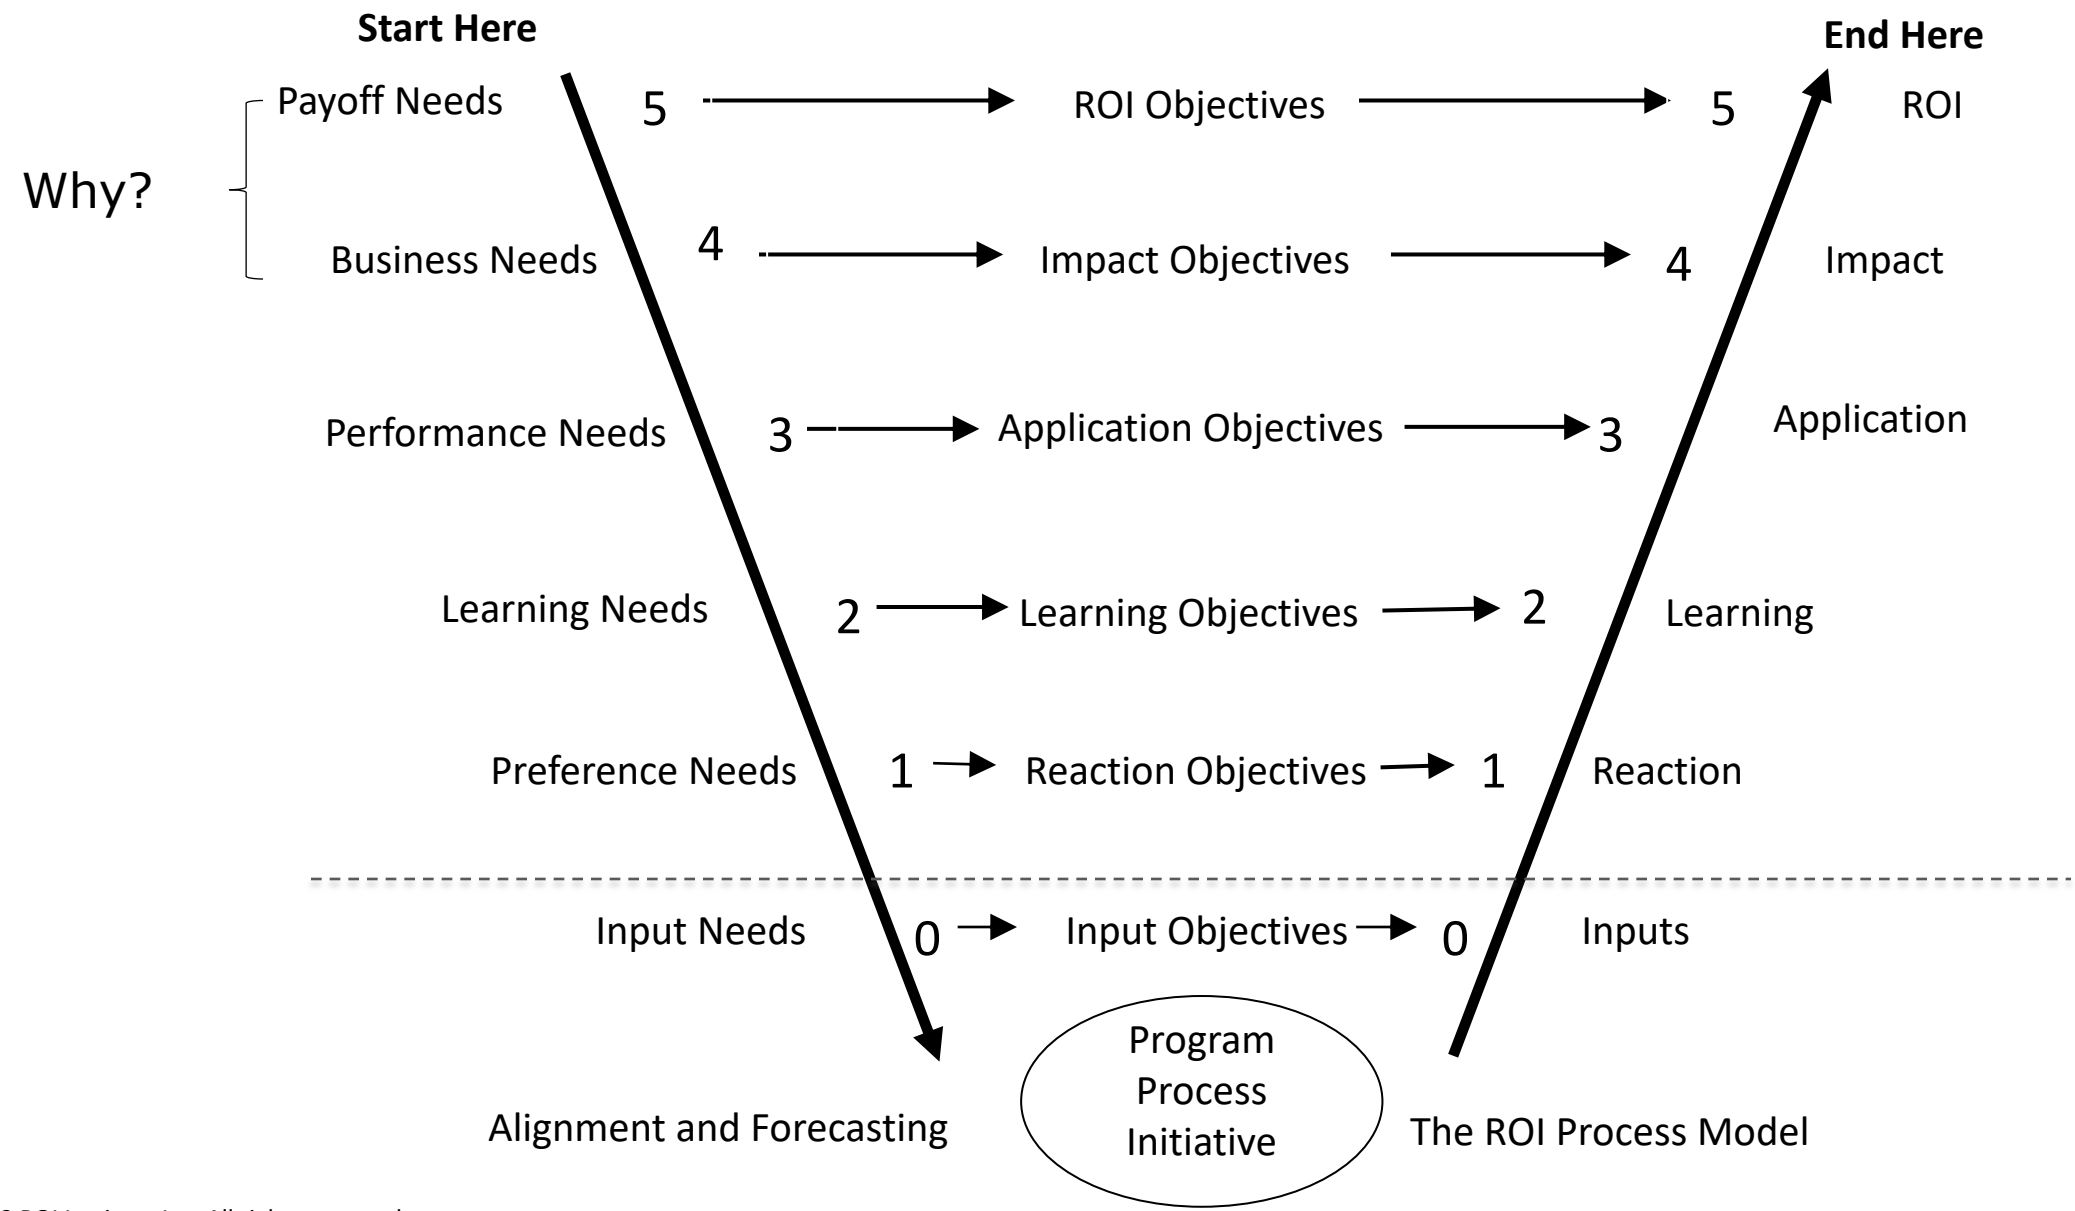 Start Here
End Here
Payoff Needs 5 ROI Objectives 5 ROI
Why?
Business Needs 4 Impact Objectives 4 Impact
Performance Needs 3 Application Objectives 3 Application
Learning Needs 2 Learning Objectives 2 Learning
Preference Needs 1 Reaction Objectives 1 Reaction
Input Needs 0 Input Objectives 0 Inputs
Program
Process
Initiative
Alignment and Forecasting
The ROI Process Model